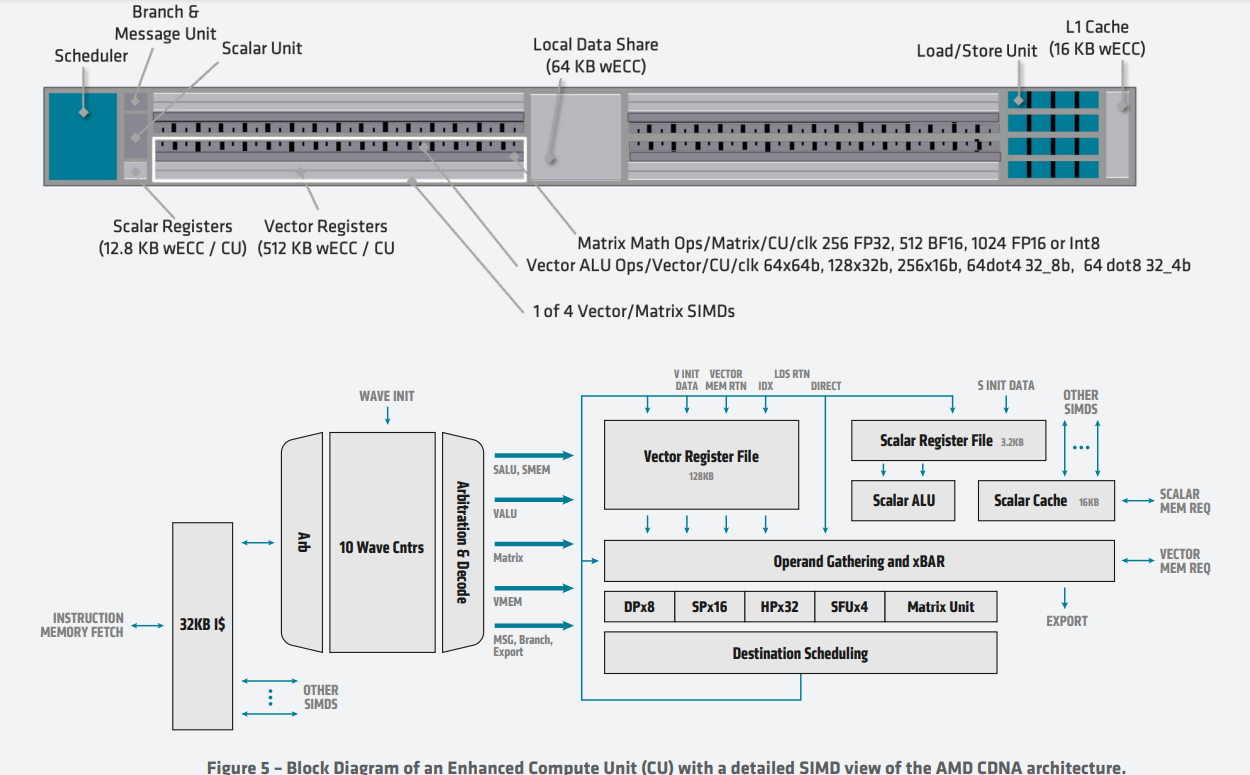 Branch &
Message Unit
Scheduler
Scalar Unit
Local Data Share
(64 KB wECC)
Load/Store Unit
L1 Cache
(16 KB wECC)
Scalar Registers
(12.8 KB wECC / CU)
Vector Registers
(512 KB wECC / CU
Matrix Math Ops/Matrix/CU/clk 256 FP32, 512 BF16, 1024 FP16 or Int8
Vector ALU Ops/Vector/CU/clk 64x64b, 128x32b, 256x16b, 64dot4 32_8b, 64 dot8 32_4b
1 of 4 Vector/Matrix SIMDs
WAVE INIT
V INIT
DATA
VECTOR
MEM RTN
IDX
LDS RTN
DIRECT
S INIT DATA
OTHER
SIMDS
Arb
10 Wave Cntrs
Arbitration & Decode
SALU, SMEM
VALU
Matrix
VMEM
MSG, Branch,
Export
Vector Register File
128KB
Scalar Register File 3.2KB
Scalar ALU
Scalar Cache 16KB
SCALAR
MEM REQ
Operand Gathering and xBAR
VECTOR
MEM REQ
DPx8
SPx16
HPx32
SFUx4
Matrix Unit
EXPORT
Destination Scheduling
INSTRUCTION
MEMORY FETCH
32KB I$
OTHER
SIMDS
Figure 5 – Block Diagram of an Enhanced Compute Unit (CU) with a detailed SIMD view of the AMD CDNA architecture.